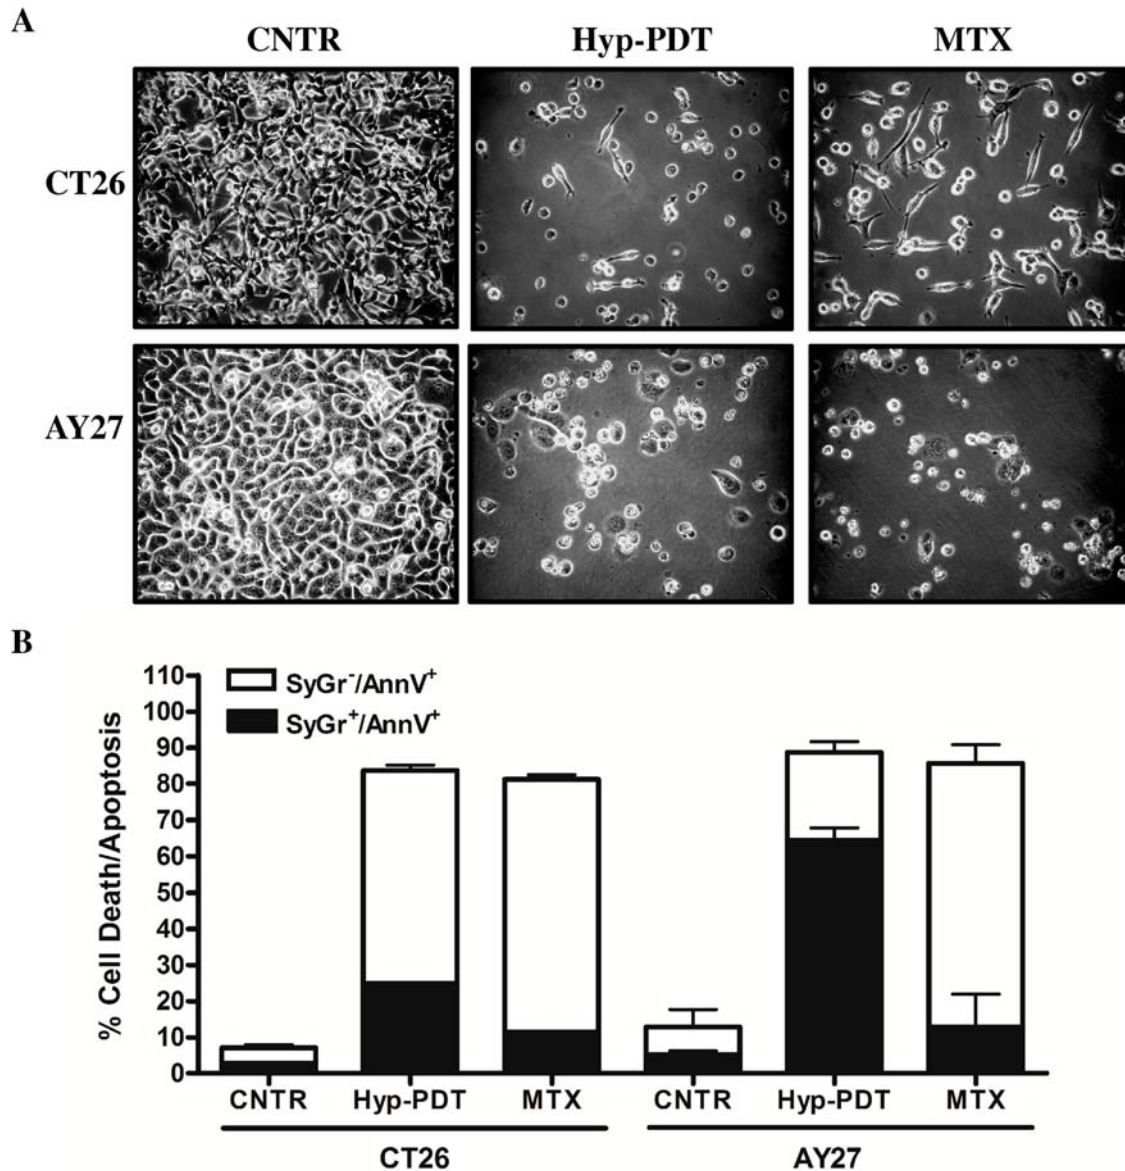 A
CNTR Hyp-PDT MTX
CT26
AY27
B
SyGr⁻/AnnV⁺
SyGr⁺/AnnV⁺
% Cell Death/Apoptosis
110
100
90
80
70
60
50
40
30
20
10
0
CNTR Hyp-PDT MTX CNTR Hyp-PDT MTX
CT26 AY27